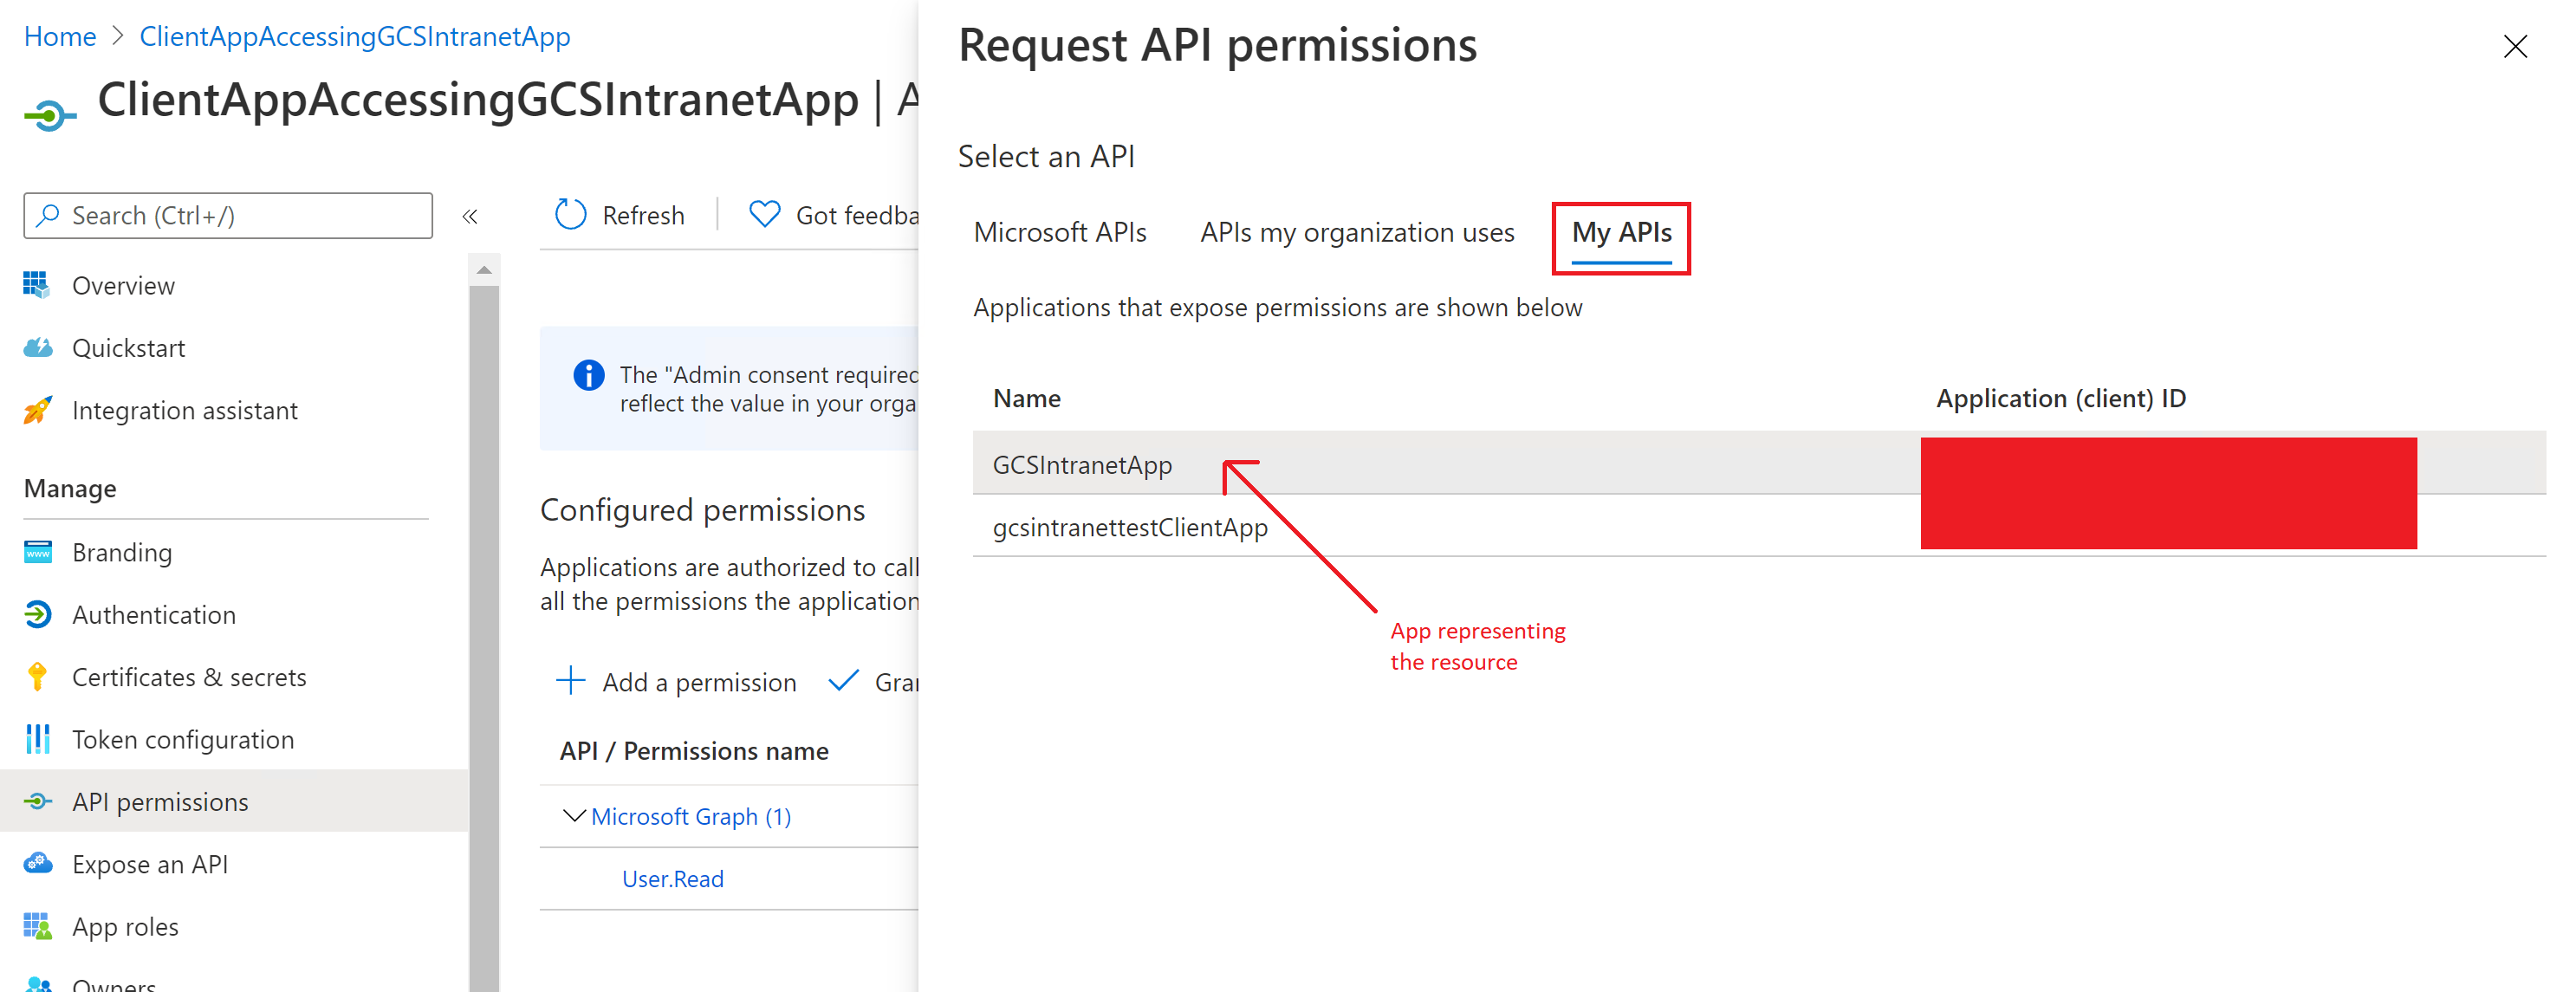 Home > ClientAppAccessingGCSIntranetApp
ClientAppAccessingGCSIntranetApp | A
Search (Ctrl+/)
«
Overview
Quickstart
Integration assistant
Manage
Branding
Authentication
Certificates & secrets
Token configuration
API permissions
Expose an API
App roles
Owners
Refresh
Got feedba
The "Admin consent required
reflect the value in your orga
Configured permissions
Applications are authorized to call
all the permissions the application
Add a permission
Gran
API / Permissions name
Microsoft Graph (1)
User.Read
Request API permissions
Select an API
Microsoft APIs
APIs my organization uses
My APIs
Applications that expose permissions are shown below
Name
Application (client) ID
GCSIntranetApp
gcsintranettestClientApp
App representing
the resource